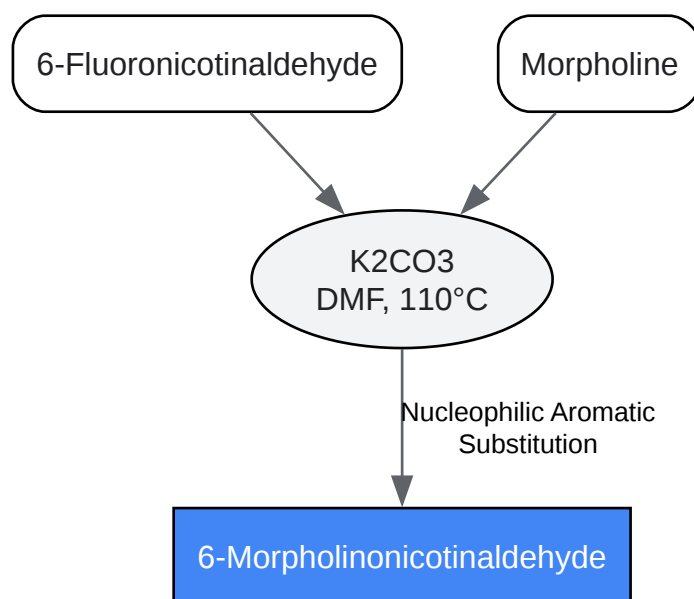 6-Fluoronicotinaldehyde
Morpholine
K2CO3
DMF, 110°C
Nucleophilic Aromatic
Substitution
6-Morpholinonicotinaldehyde